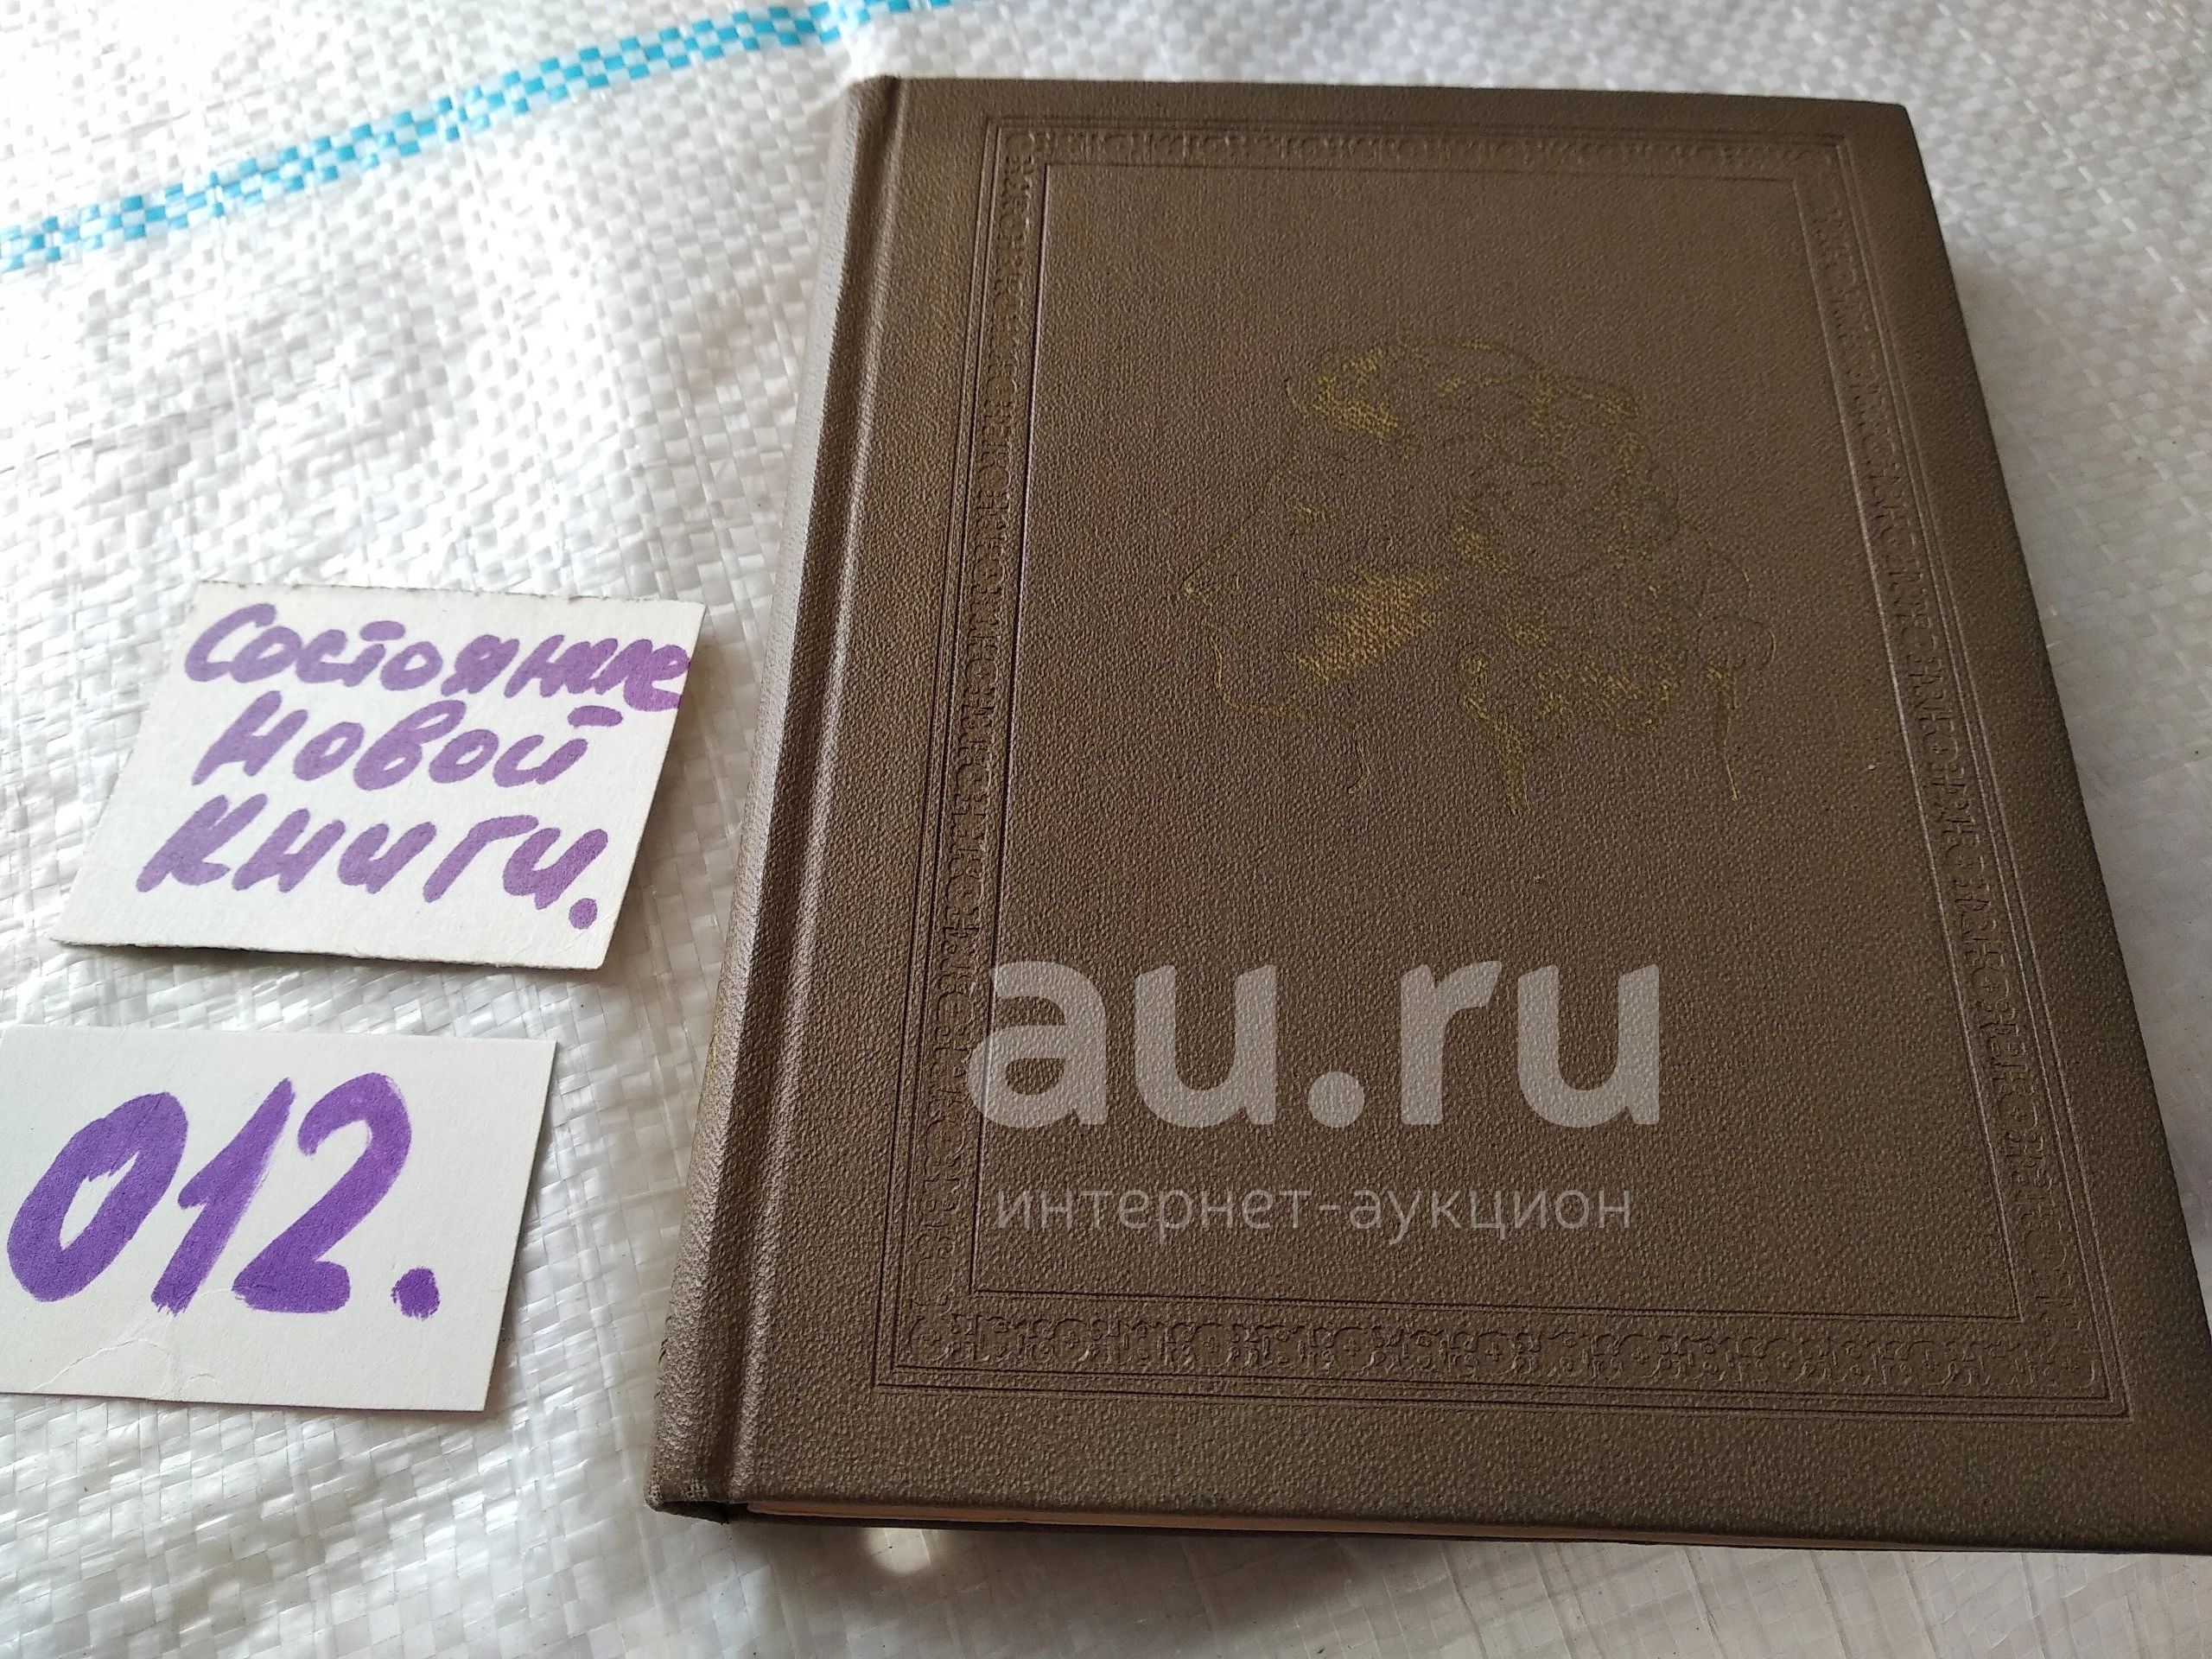 Состояние
новой
книги.
012.
au.ru
интернет-аукцион